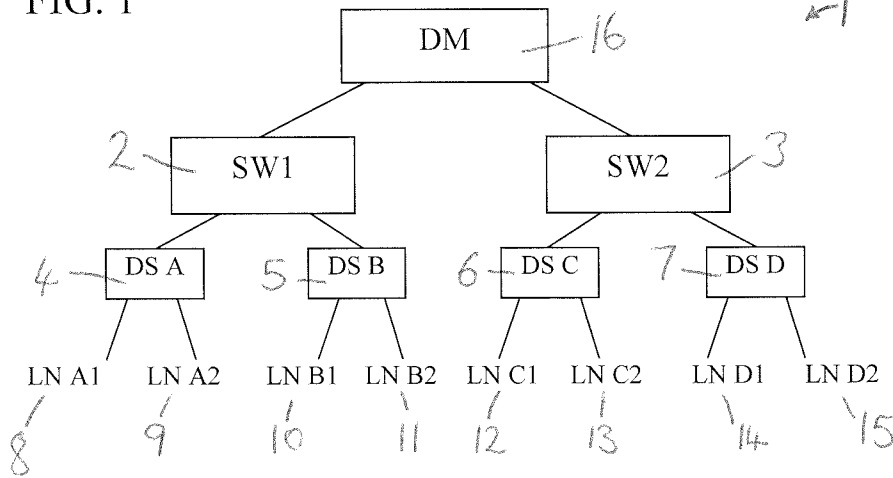 FIG. 1
1
DM 16
2 SW1 SW2 3
4 DS A 5 DS B 6 DS C 7 DS D
LN A1 LN A2 LN B1 LN B2 LN C1 LN C2 LN D1 LN D2
8 9 10 11 12 13 14 15